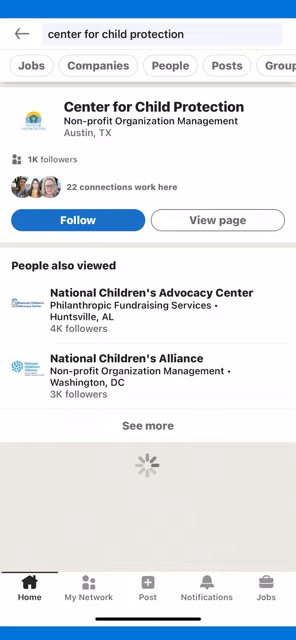 center for child protection
Jobs
Companies
People
Posts
Group
Center for Child Protection
Non-profit Organization Management
Austin, TX
1K followers
22 connections work here
Follow
View page
People also viewed
National Children's Advocacy Center
Philanthropic Fundraising Services •
Huntsville, AL
4K followers
National Children's Alliance
Non-profit Organization Management •
Washington, DC
3K followers
See more
Home
My Network
Post
Notifications
Jobs